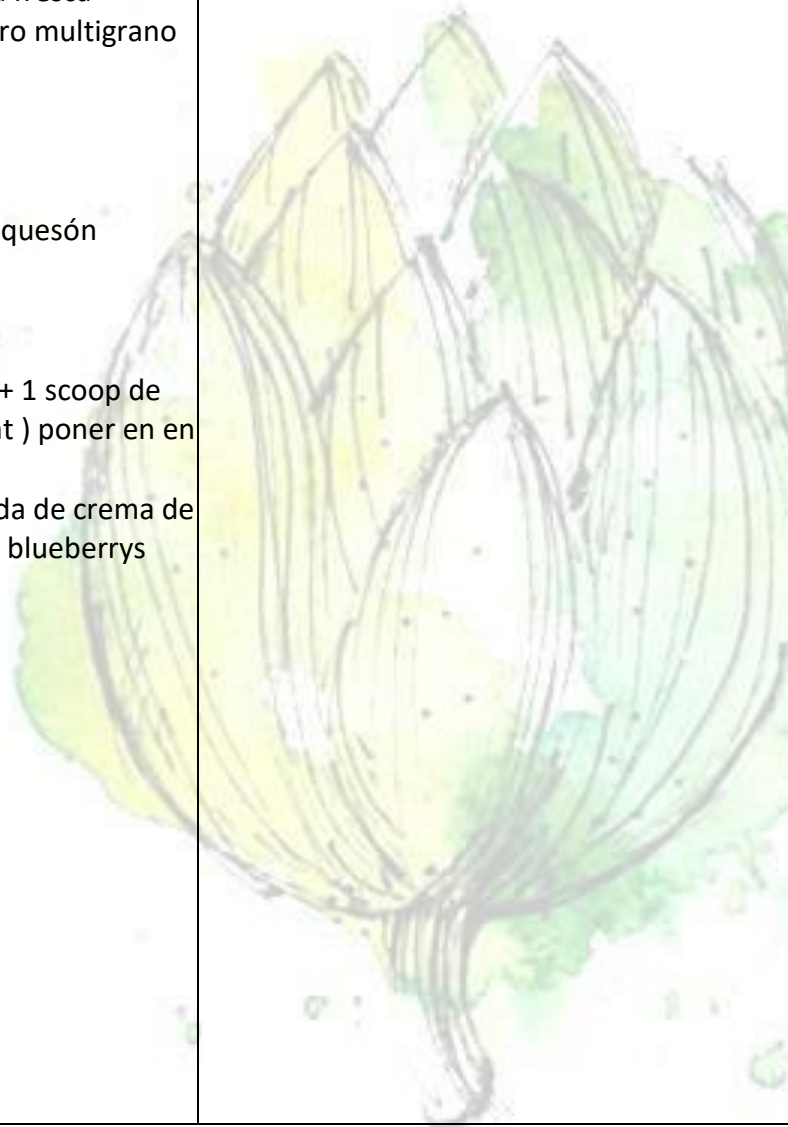 ro multigrano
quesón
+ 1 scoop de
t ) poner en en
da de crema de
blueberrys